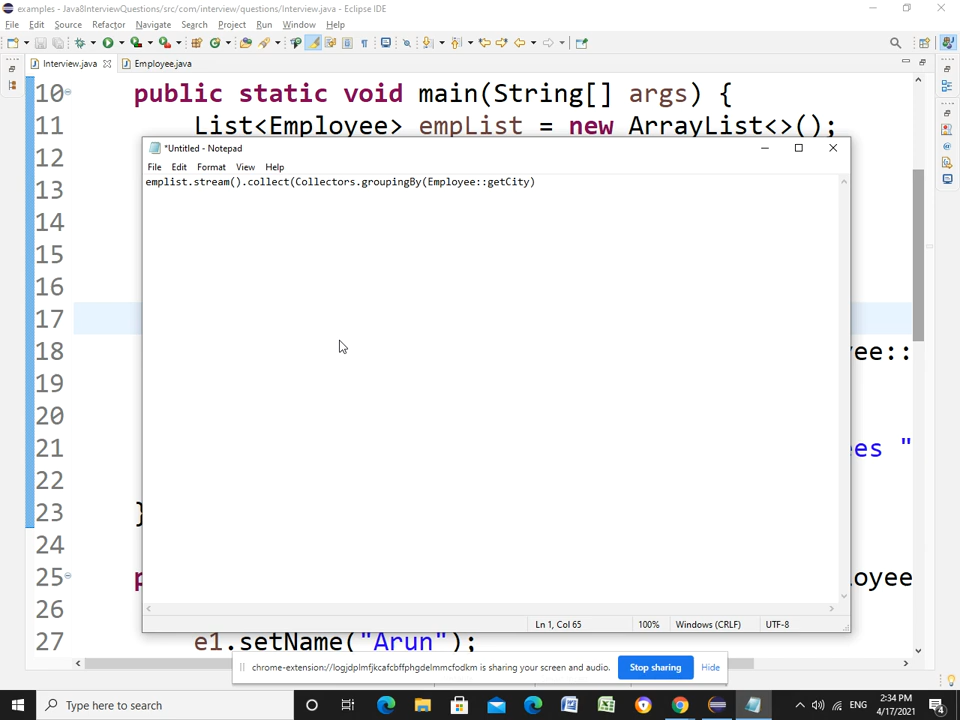 examples - Java8InterviewQuestions/src/com/interview/questions/Interview.java - Eclipse IDE
File Edit Source Refactor Navigate Search Project Run Window Help
Interview.java Employee.java
10 public static void main(String[] args) {
11 List<Employee> empList = new ArrayList<>();
12
13
14
15
16
17
18 ee::
19
20
21 ees "
22
23 }
24
25 oyee
26
27 e1.setName("Arun");
*Untitled - Notepad
File Edit Format View Help
emplist.stream().collect(Collectors.groupingBy(Employee::getCity)
Ln 1, Col 65 100% Windows (CRLF) UTF-8
chrome-extension://logjdplmfjkcafcbffphgdelmmcfodkm is sharing your screen and audio. Stop sharing Hide
Type here to search
ENG 2:34 PM
4/17/2021
4